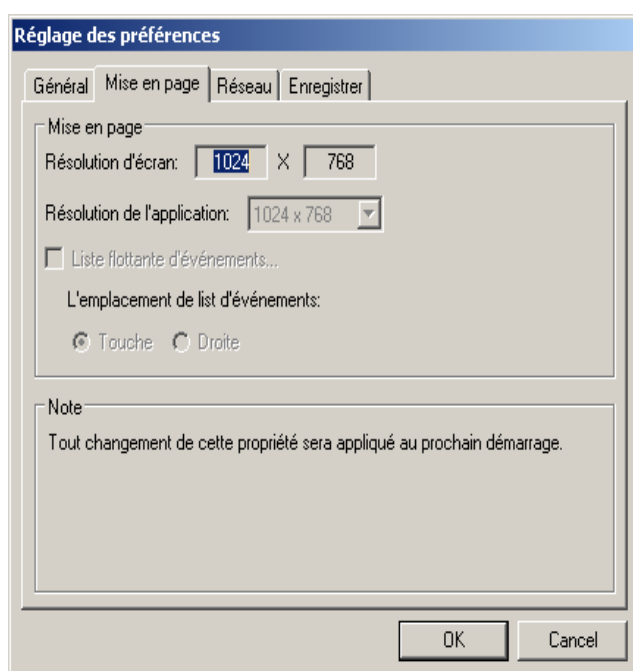 Réglage des préférences
Général Mise en page Réseau Enregistrer
Mise en page
Résolution d'écran: 1024 X 768
Résolution de l'application: 1024 x 768
Liste flottante d'événements...
L'emplacement de list d'événements:
Touche Droite
Note
Tout changement de cette propriété sera appliqué au prochain démarrage.
OK Cancel